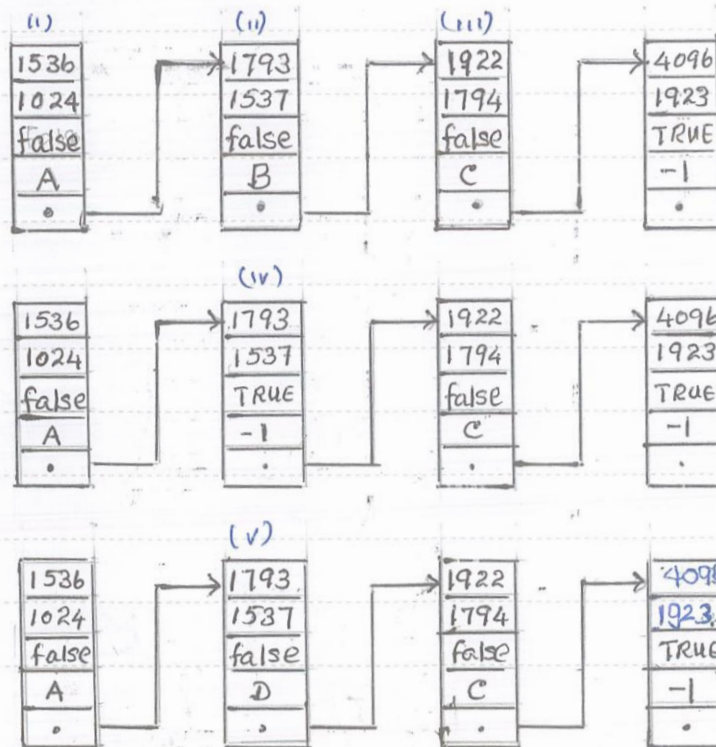 (i) (ii) (iii)
1536 1793 1922 4096
1024 1537 1794 1923
false false false TRUE
A B C -1
(iv)
1536 1793 1922 4096
1024 1537 1794 1923
false TRUE false TRUE
A -1 C -1
(v)
1536 1793 1922
1024 1537 1794 1923
false false false TRUE
A D C -1